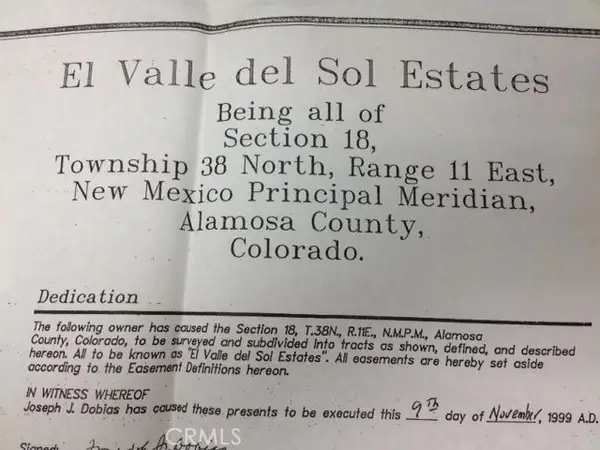 El Valle del Sol Estates
Being all of
Section 18,
Township 38 North, Range 11 East,
New Mexico Principal Meridian,
Alamosa County,
Colorado.
Dedication
The following owner has caused the Section 18, T.38N., R.11E., N.M.P.M., Alamosa
County, Colorado, to be surveyed and subdivided into tracts as shown, defined, and described
hereon. All to be known as "El Valle del Sol Estates". All easements are hereby set aside
according to the Easement Definitions hereon.
IN WITNESS WHEREOF
Joseph J. Dobias has caused these presents to be executed this 9th day of November, 1999 A.D.
Signed:
CRMLS